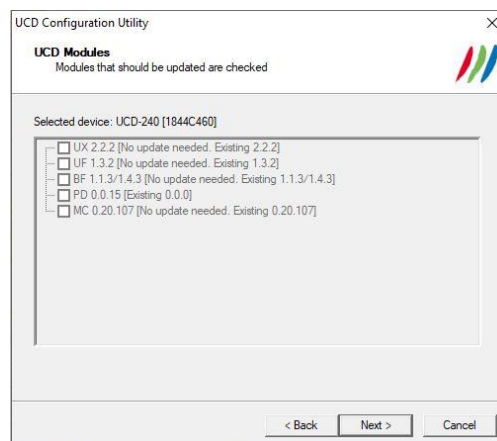 UCD Configuration Utility
UCD Modules
Modules that should be updated are checked
Selected device: UCD-240 [1844C460]
UX 2.2.2 [No update needed. Existing 2.2.2]
UF 1.3.2 [No update needed. Existing 1.3.2]
BF 1.1.3/1.4.3 [No update needed. Existing 1.1.3/1.4.3]
PD 0.0.15 [Existing 0.0.0]
MC 0.20.107 [No update needed. Existing 0.20.107]
< Back Next > Cancel